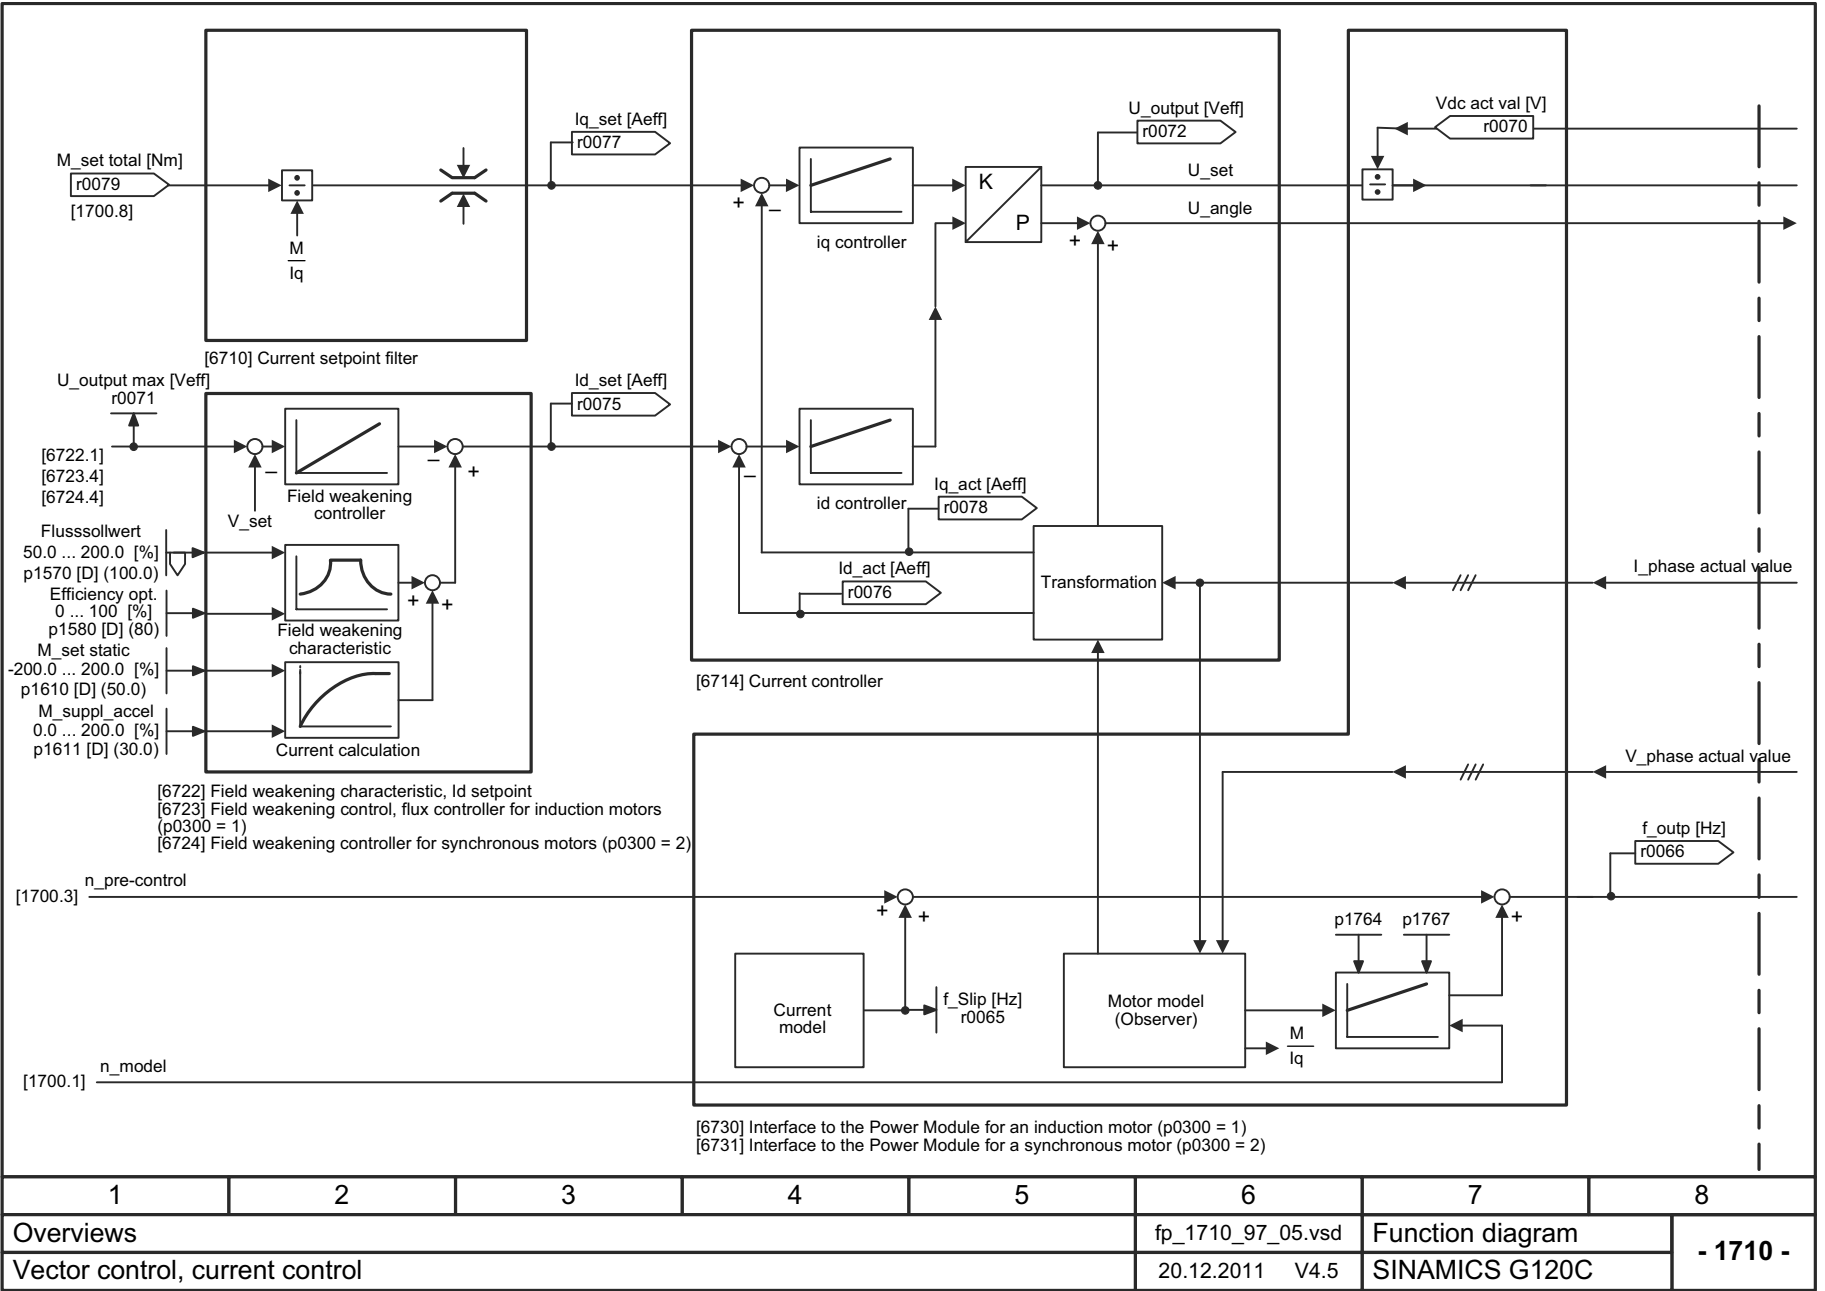 M_set total [Nm]
r0079
[1700.8]
M
Iq
[6710] Current setpoint filter
Iq_set [Aeff]
r0077
+
–
iq controller
K
P
U_output [Veff]
r0072
U_set
U_angle
+
+
Vdc act val [V]
r0070
U_output max [Veff]
r0071
[6722.1]
[6723.4]
[6724.4]
–
V_set
Field weakening
controller
–
+
Id_set [Aeff]
r0075
–
id controller
Iq_act [Aeff]
r0078
Id_act [Aeff]
r0076
Transformation
I_phase actual value
Flusssollwert
50.0 ... 200.0 [%]
p1570 [D] (100.0)
Efficiency opt.
0 ... 100 [%]
p1580 [D] (80)
M_set static
-200.0 ... 200.0 [%]
p1610 [D] (50.0)
M_suppl_accel
0.0 ... 200.0 [%]
p1611 [D] (30.0)
+
+
Field weakening
characteristic
Current calculation
[6714] Current controller
[6722] Field weakening characteristic, Id setpoint
[6723] Field weakening control, flux controller for induction motors
(p0300 = 1)
[6724] Field weakening controller for synchronous motors (p0300 = 2)
V_phase actual value
f_outp [Hz]
r0066
n_pre-control
[1700.3]
+
+
+
p1764
p1767
Current
model
f_Slip [Hz]
r0065
Motor model
(Observer)
M
Iq
n_model
[1700.1]
[6730] Interface to the Power Module for an induction motor (p0300 = 1)
[6731] Interface to the Power Module for a synchronous motor (p0300 = 2)
1 2 3 4 5 6 7 8
Overviews
fp_1710_97_05.vsd
Function diagram
- 1710 -
Vector control, current control
20.12.2011 V4.5
SINAMICS G120C